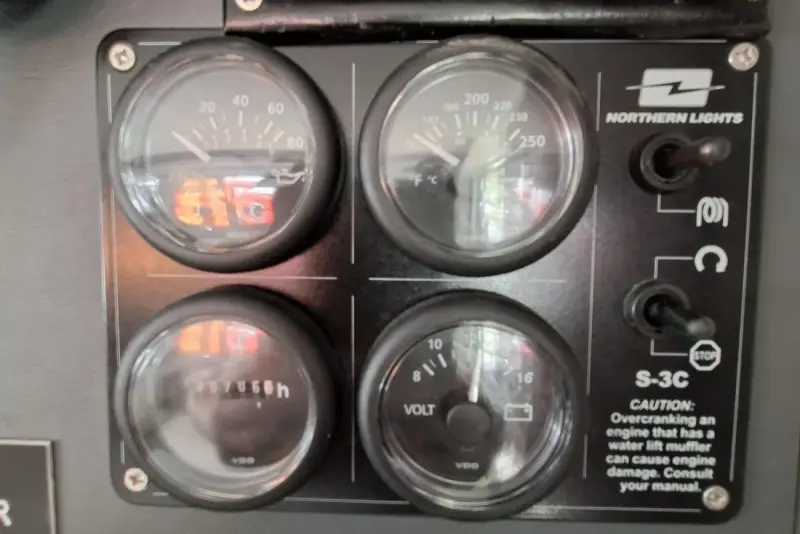 20 40 60 80
200 220 230 250
F °C
NORTHERN LIGHTS
h
VDO
8 10 16
VOLT
VDO
STOP
S-3C
CAUTION:
Overcranking an
engine that has a
water lift muffler
can cause engine
damage. Consult
your manual.
R